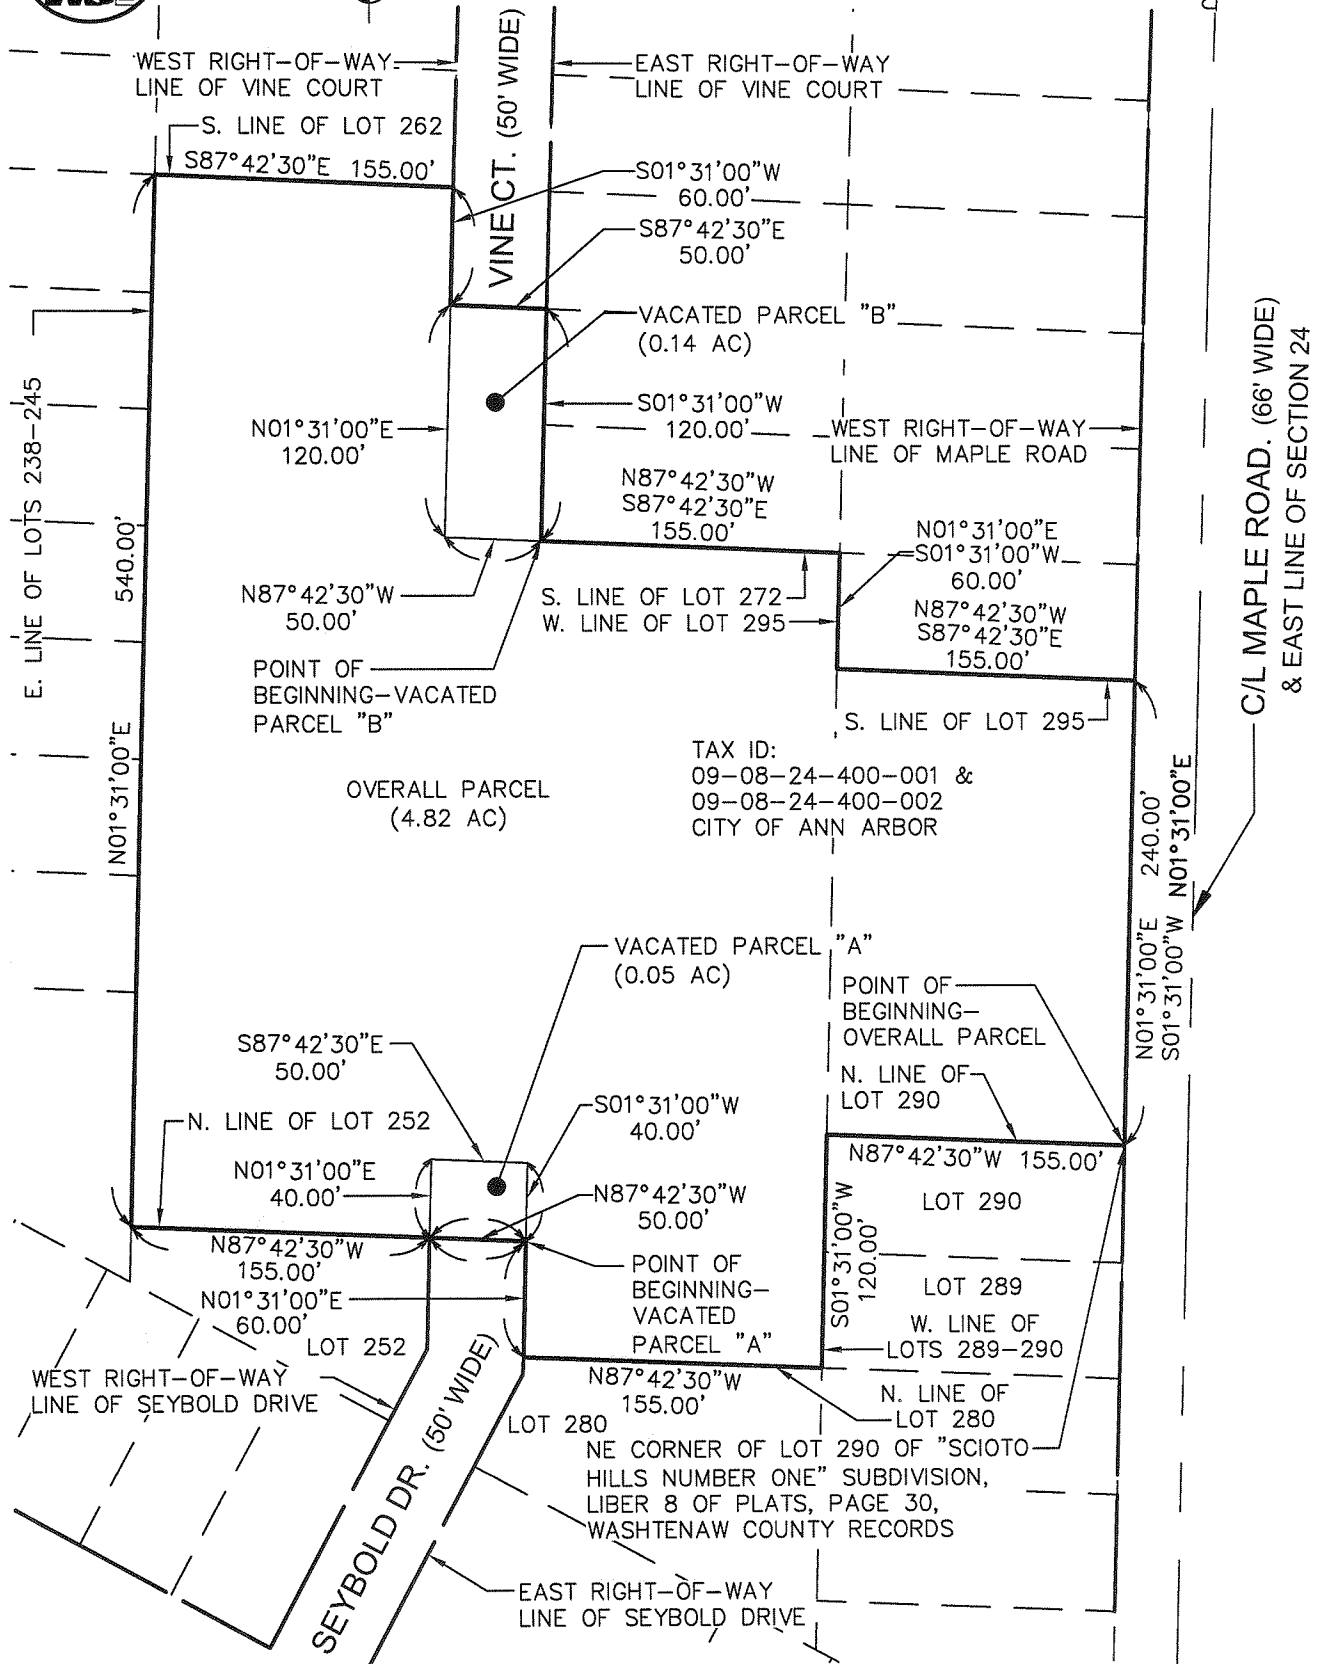 WEST RIGHT-OF-WAY
LINE OF VINE COURT
EAST RIGHT-OF-WAY
LINE OF VINE COURT
VINE CT. (50' WIDE)
S. LINE OF LOT 262
S87°42'30"E 155.00'
S01°31'00"W
60.00'
S87°42'30"E
50.00'
VACATED PARCEL "B"
(0.14 AC)
E. LINE OF LOTS 238-245
N01°31'00"E
120.00'
S01°31'00"W
120.00'
WEST RIGHT-OF-WAY
LINE OF MAPLE ROAD
C/L MAPLE ROAD. (66' WIDE)
& EAST LINE OF SECTION 24
N87°42'30"W
S87°42'30"E
155.00'
N01°31'00"E
S01°31'00"W
60.00'
N87°42'30"W
S87°42'30"E
155.00'
N01°31'00"E 540.00'
N87°42'30"W
50.00'
S. LINE OF LOT 272
W. LINE OF LOT 295
POINT OF
BEGINNING-VACATED
PARCEL "B"
S. LINE OF LOT 295
TAX ID:
09-08-24-400-001 &
09-08-24-400-002
CITY OF ANN ARBOR
OVERALL PARCEL
(4.82 AC)
N01°31'00"E 240.00'
S01°31'00"W N01°31'00"E
VACATED PARCEL "A"
(0.05 AC)
POINT OF
BEGINNING-
OVERALL PARCEL
S87°42'30"E
50.00'
N. LINE OF
LOT 290
N. LINE OF LOT 252
S01°31'00"W
40.00'
N01°31'00"E
40.00'
N87°42'30"W 155.00'
N87°42'30"W
50.00'
LOT 290
N87°42'30"W
155.00'
S01°31'00"W
120.00'
POINT OF
BEGINNING-
VACATED
PARCEL "A"
LOT 289
N01°31'00"E
60.00'
LOT 252
W. LINE OF
LOTS 289-290
WEST RIGHT-OF-WAY
LINE OF SEYBOLD DRIVE
N87°42'30"W
155.00'
N. LINE OF
LOT 280
LOT 280
SEYBOLD DR. (50' WIDE)
NE CORNER OF LOT 290 OF "SCIOTO
HILLS NUMBER ONE" SUBDIVISION,
LIBER 8 OF PLATS, PAGE 30,
WASHTENAW COUNTY RECORDS
EAST RIGHT-OF-WAY
LINE OF SEYBOLD DRIVE